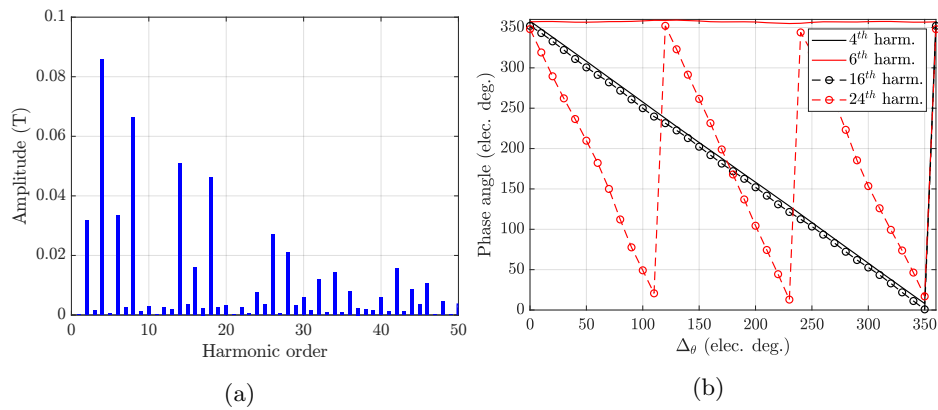 0.1
0.08
0.06
0.04
0.02
0
Amplitude (T)
1 10 20 30 40 50
Harmonic order
(a)
350
300
250
200
150
100
50
0
Phase angle (elec. deg.)
4th harm.
6th harm.
16th harm.
24th harm.
0 50 100 150 200 250 300 350
Δθ (elec. deg.)
(b)